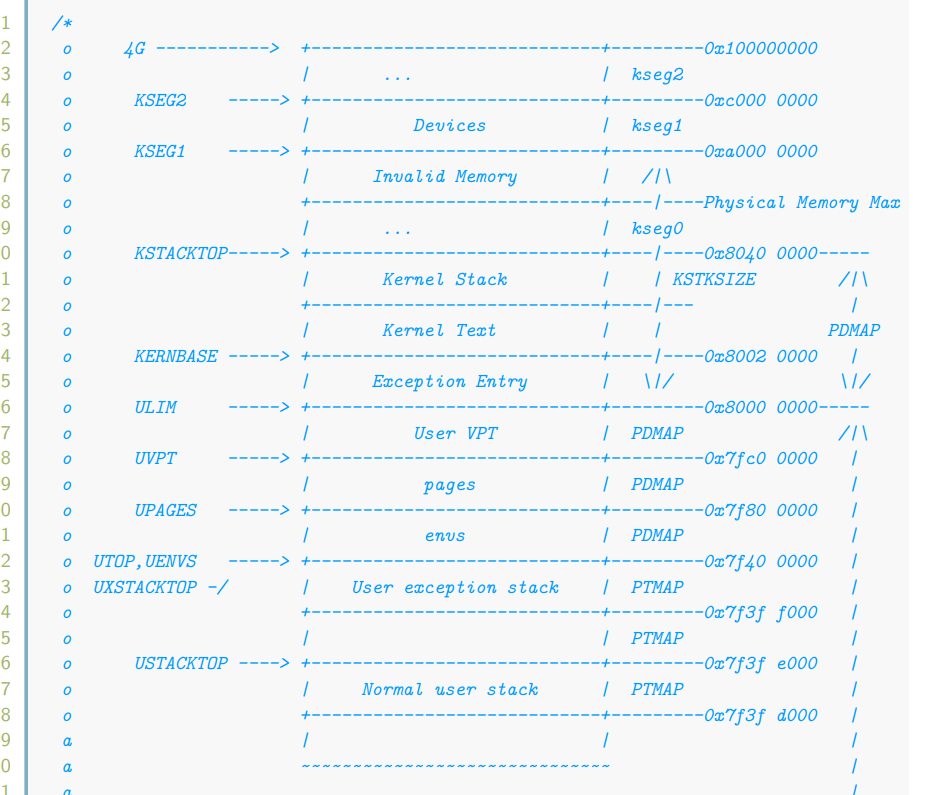 1 /*
2 o 4G -----------> +----------------------------+---------0x100000000
3 o | ... | kseg2
4 o KSEG2 -----> +----------------------------+---------0xc000 0000
5 o | Devices | kseg1
6 o KSEG1 -----> +----------------------------+---------0xa000 0000
7 o | Invalid Memory | /|\
8 o +----------------------------+----|----Physical Memory Max
9 o | ... | kseg0
0 o KSTACKTOP-----> +----------------------------+----|----0x8040 0000-----
1 o | Kernel Stack | | KSTKSIZE /|\
2 o +----------------------------+----|--- |
3 o | Kernel Text | | PDMAP
4 o KERNBASE -----> +----------------------------+----|----0x8002 0000 |
5 o | Exception Entry | \|/ \|/
6 o ULIM -----> +----------------------------+---------0x8000 0000-----
7 o | User VPT | PDMAP /|\
8 o UVPT -----> +----------------------------+---------0x7fc0 0000 |
9 o | pages | PDMAP |
0 o UPAGES -----> +----------------------------+---------0x7f80 0000 |
1 o | envs | PDMAP |
2 o UTOP,UENVS -----> +----------------------------+---------0x7f40 0000 |
3 o UXSTACKTOP -/ | User exception stack | PTMAP |
4 o +----------------------------+---------0x7f3f f000 |
5 o | | PTMAP |
6 o USTACKTOP ----> +----------------------------+---------0x7f3f e000 |
7 o | Normal user stack | PTMAP |
8 o +----------------------------+---------0x7f3f d000 |
9 a | | |
0 a ~~~~~~~~~~~~~~~~~~~~~~~~~~~~~~ |
1 a |